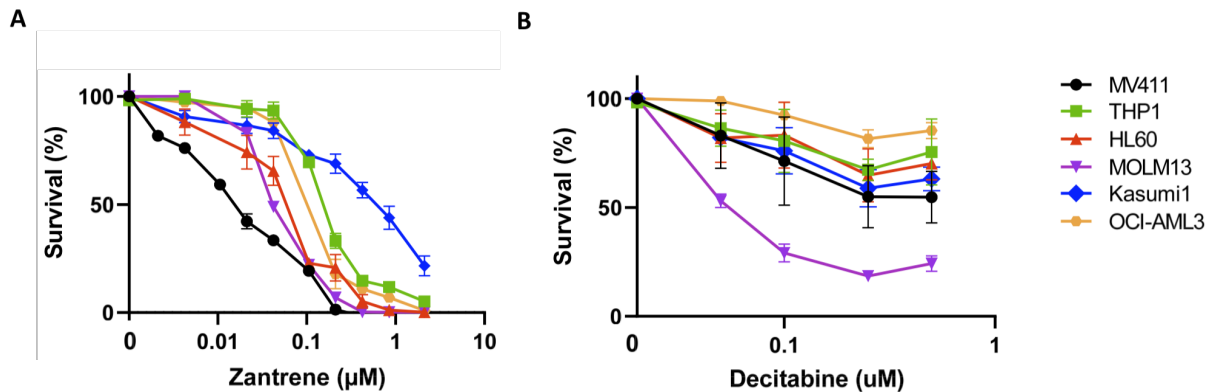 A
B
Survival (%)
100
50
0
0
0.01
0.1
1
10
Zantrene (µM)
Survival (%)
100
50
0
0
0.1
1
Decitabine (uM)
MV411
THP1
HL60
MOLM13
Kasumi1
OCI-AML3